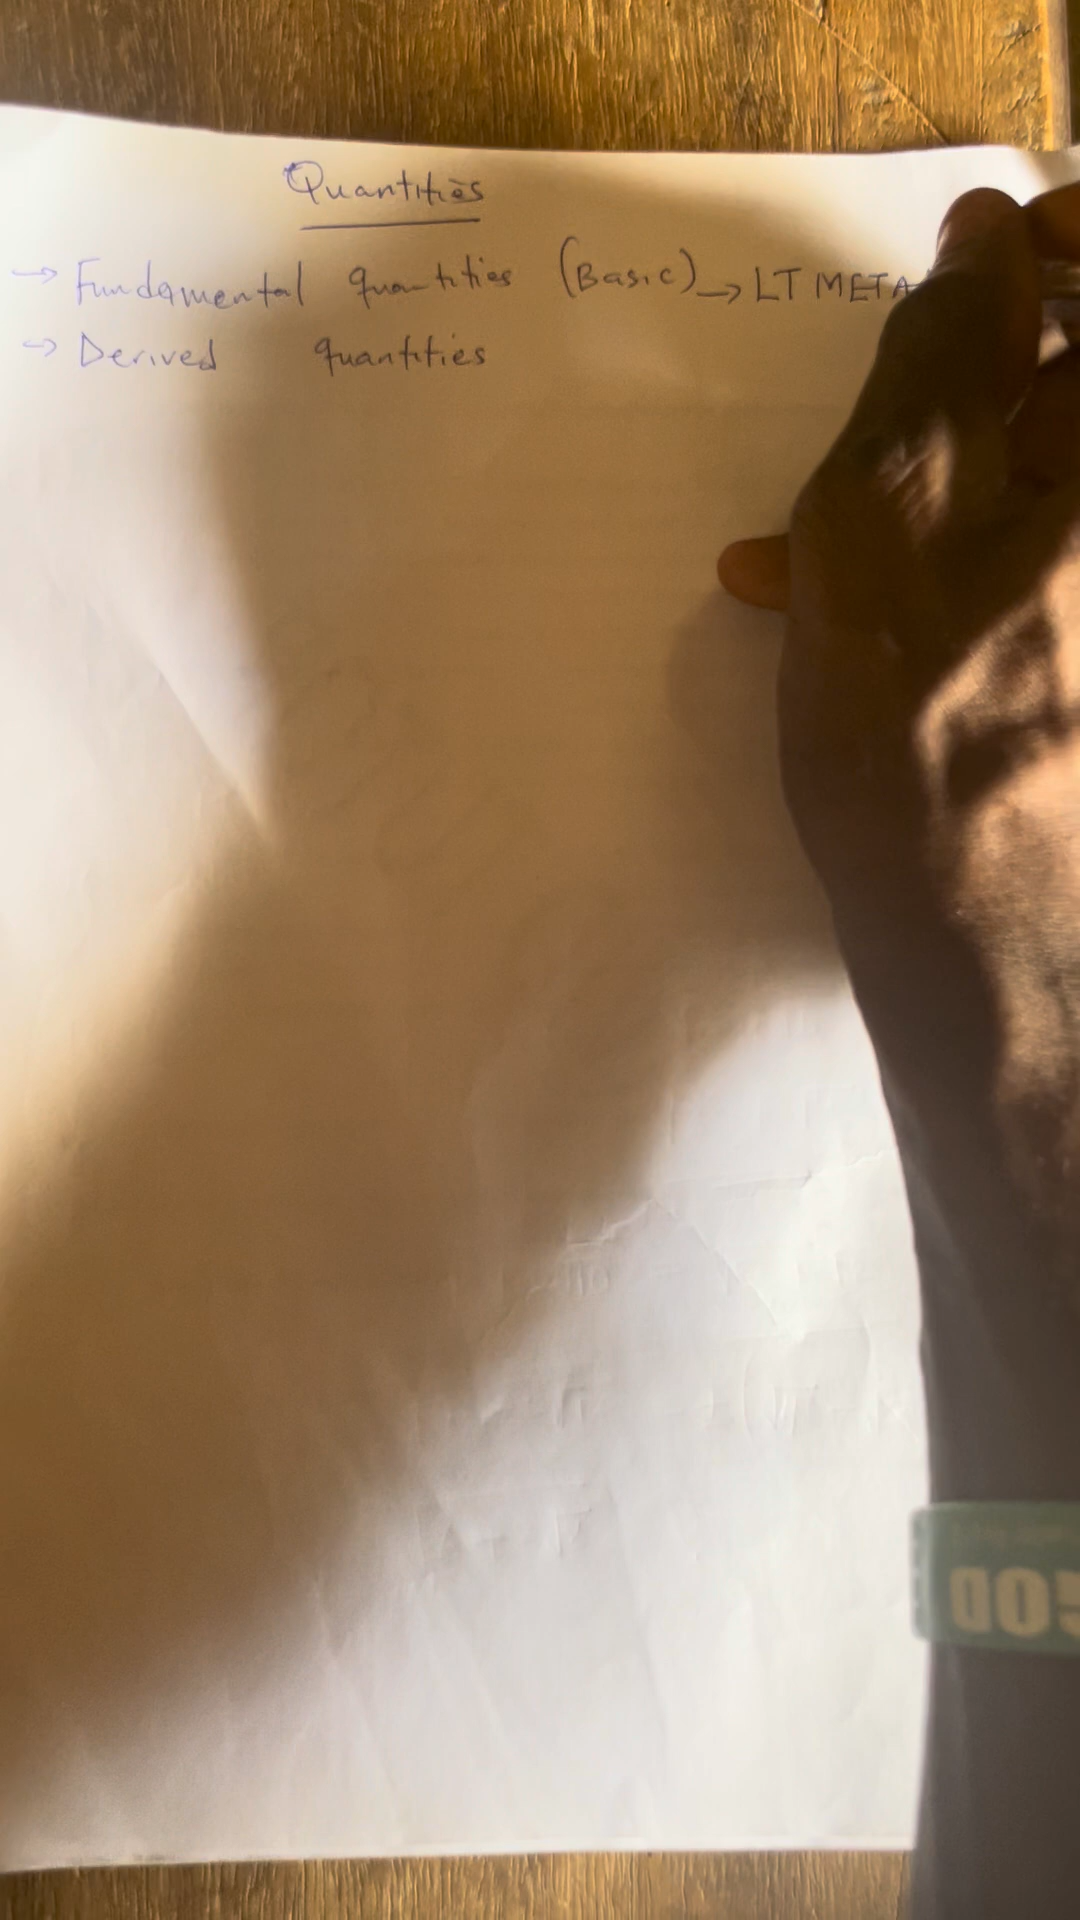 Quantities
→ Fundamental quantities (Basic) → LT META
→ Derived quantities